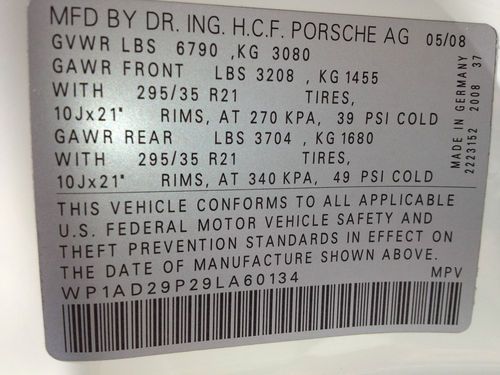 MFD BY DR. ING. H.C.F. PORSCHE AG 05/08
GVWR LBS 6790 ,KG 3080
GAWR FRONT LBS 3208 , KG 1455
WITH 295/35 R21 TIRES,
10Jx21" RIMS, AT 270 KPA, 39 PSI COLD
GAWR REAR LBS 3704 , KG 1680
WITH 295/35 R21 TIRES,
10Jx21" RIMS, AT 340 KPA, 49 PSI COLD
MADE IN GERMANY
2223152 2008 37
THIS VEHICLE CONFORMS TO ALL APPLICABLE
U.S. FEDERAL MOTOR VEHICLE SAFETY AND
THEFT PREVENTION STANDARDS IN EFFECT ON
THE DATE OF MANUFACTURE SHOWN ABOVE.
WP1AD29P29LA60134 MPV